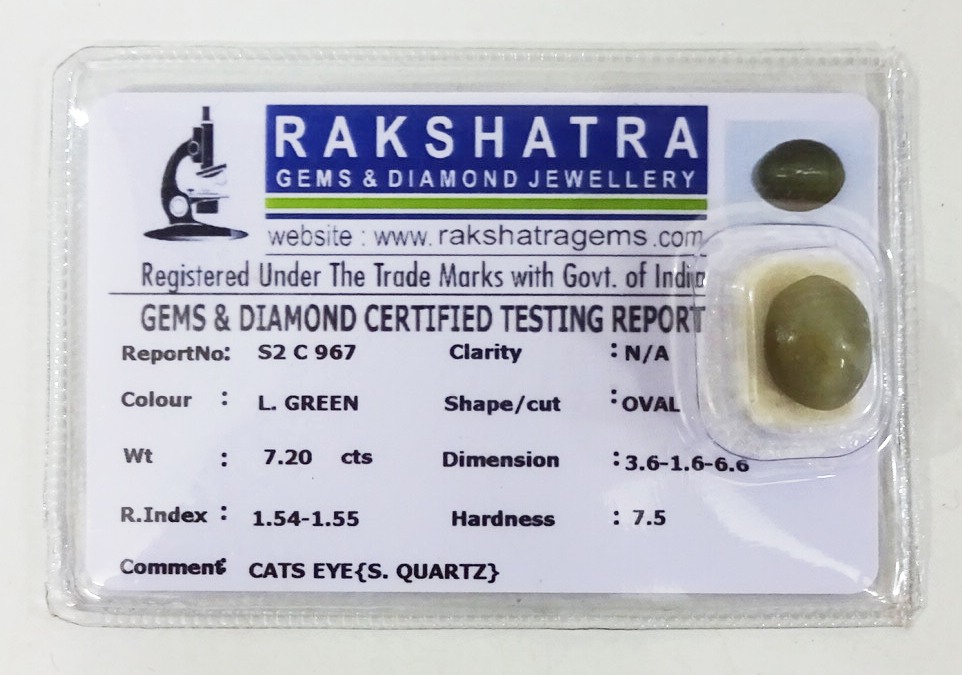 RAKSHATRA
GEMS & DIAMOND JEWELLERY
website : www. rakshatragems .com
Registered Under The Trade Marks with Govt. of India
GEMS & DIAMOND CERTIFIED TESTING REPORT
ReportNo: S2 C 967 Clarity : N/A
Colour : L. GREEN Shape/cut : OVAL
Wt : 7.20 cts Dimension : 3.6-1.6-6.6
R.Index : 1.54-1.55 Hardness : 7.5
Comment : CATS EYE{S. QUARTZ}